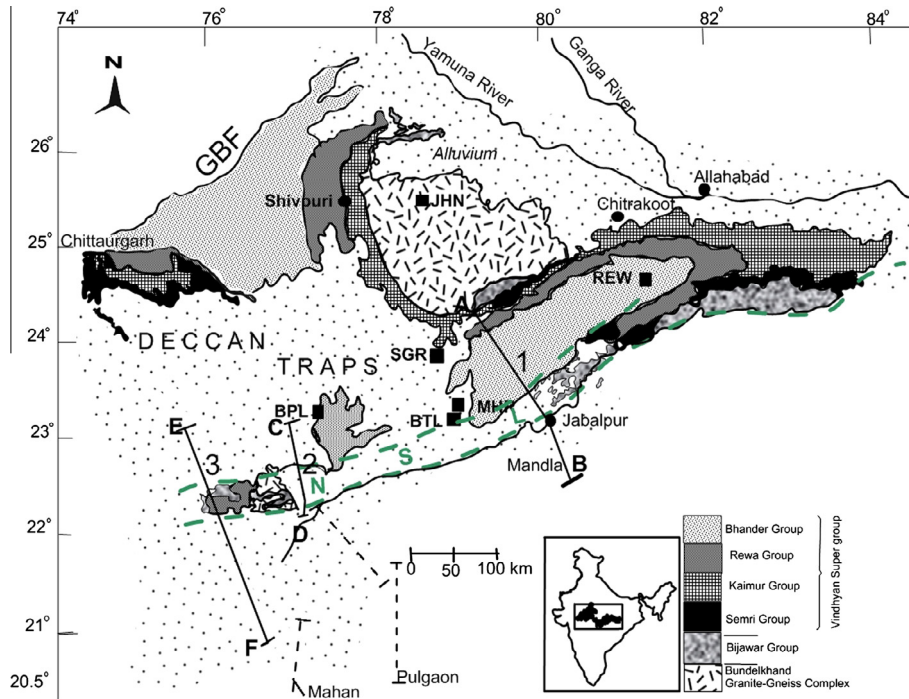 74°
76°
78°
80°
82°
84°
N
26°
25°
24°
23°
22°
21°
20.5°
GBF
Yamuna River
Ganga River
Alluvium
Allahabad
Shivpuri
JHN
Chitrakoot
Chittaurgarh
REW
A
DECCAN
TRAPS
SGR
1
BPL
C
BTL
MHR
L
Jabalpur
E
3
2
N
S
Mandla
B
D
F
0 50 100 km
Mahan
Pulgaon
Bhander Group
Rewa Group
Kaimur Group
Semri Group
Bijawar Group
Bundelkhand
Granite-Gneiss Complex
Vindhyan Super group